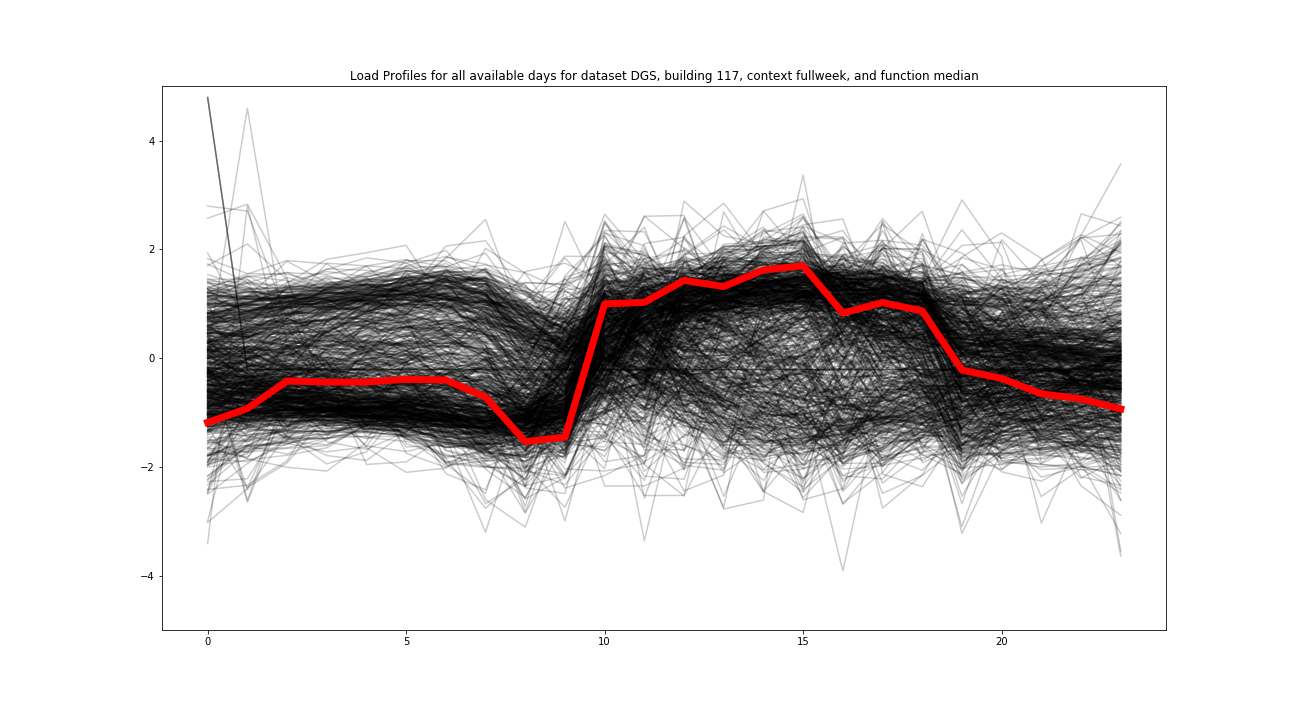 Load Profiles for all available days for dataset DGS, building 117, context fullweek, and function median
4
2
0
−2
−4
0 5 10 15 20